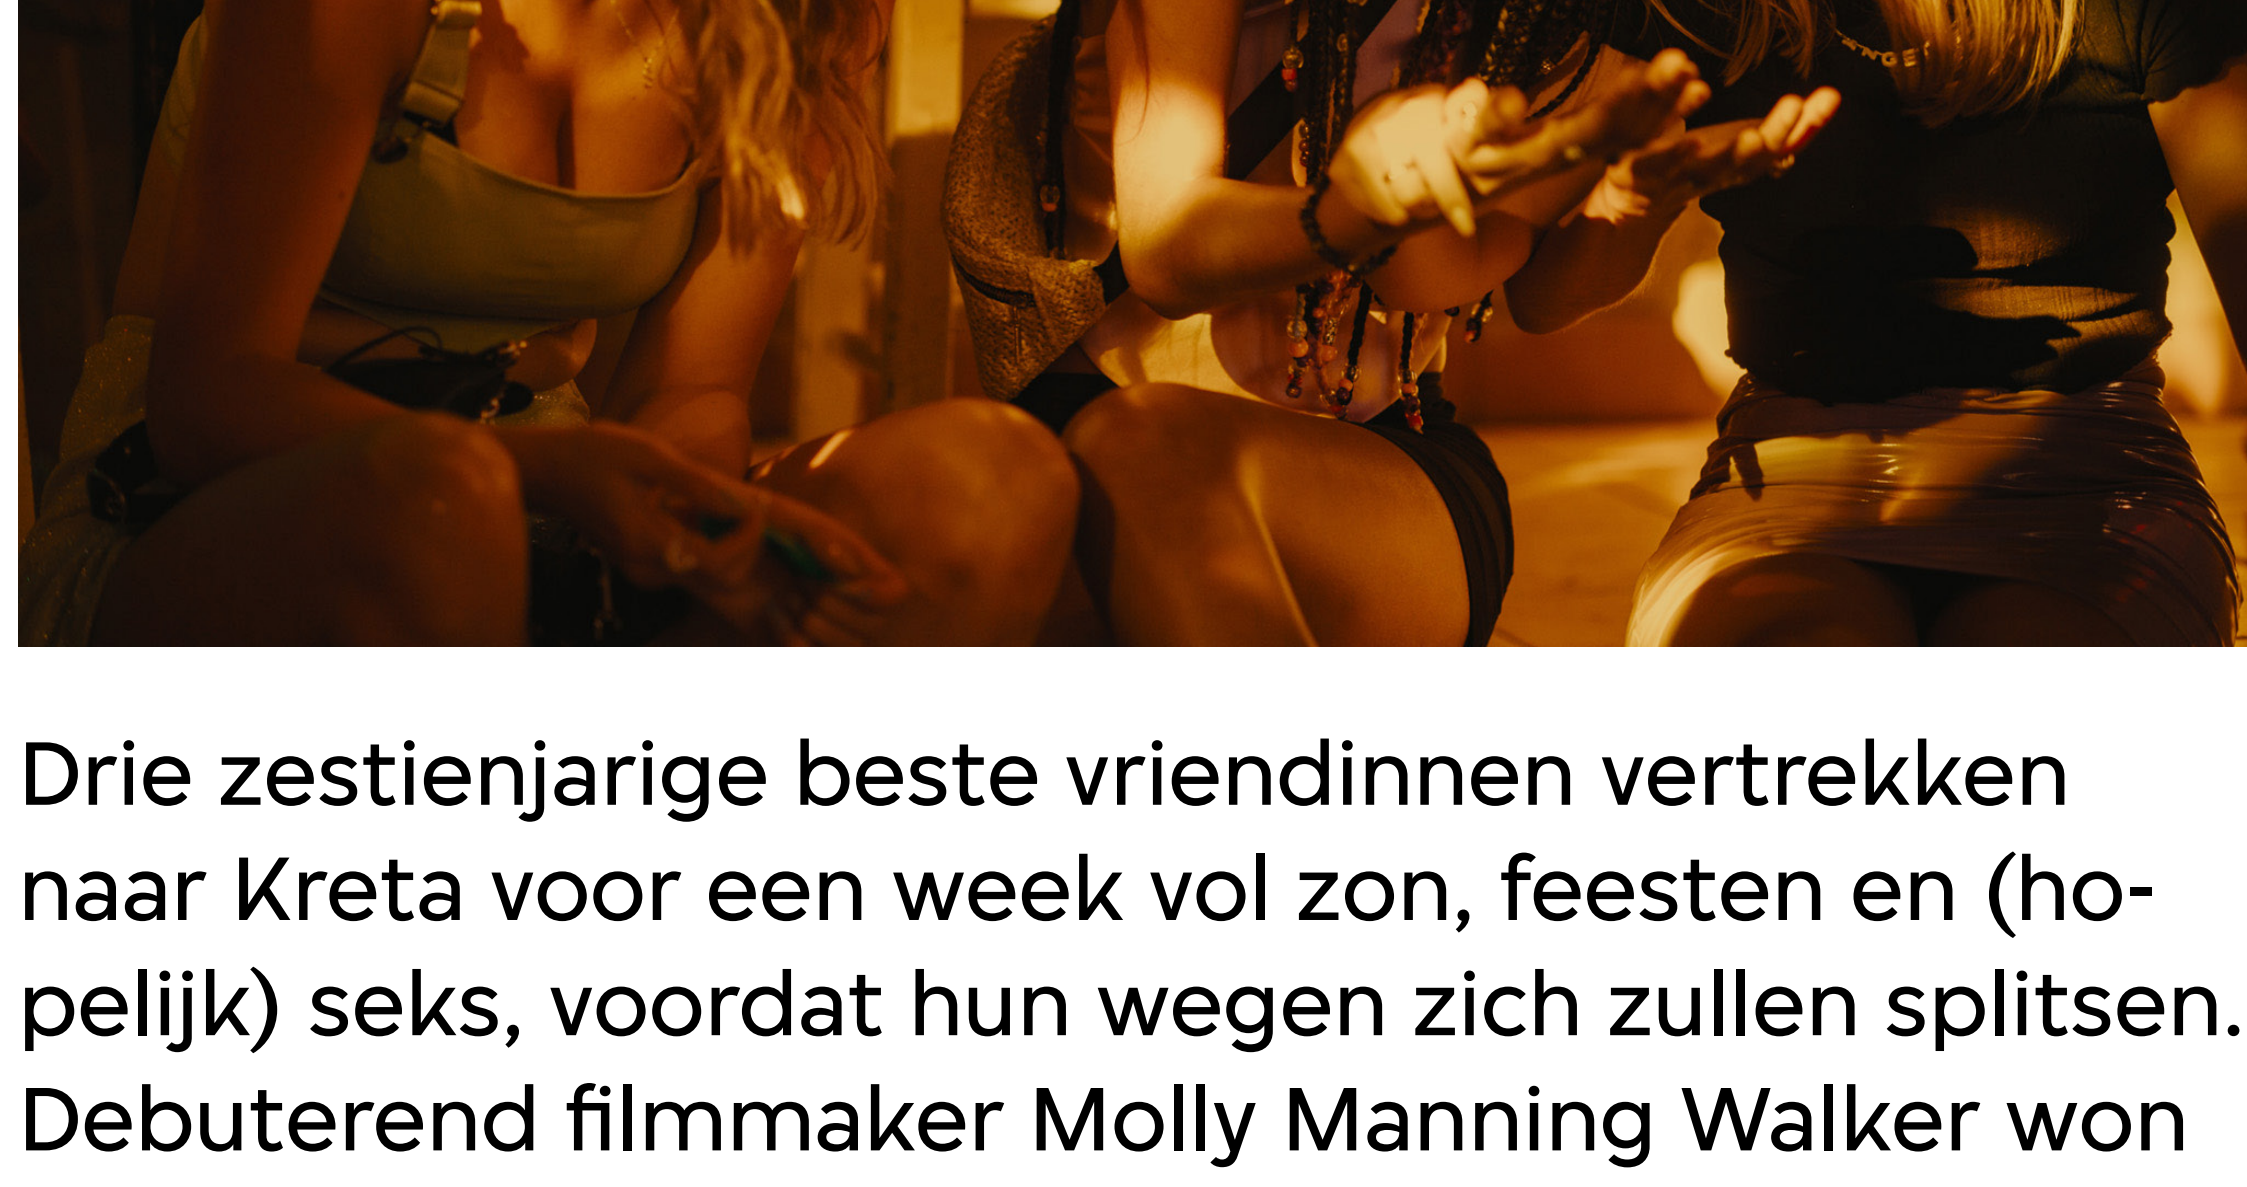 Drie zestienjarige beste vriendinnen vertrekken
naar Kreta voor een week vol zon, feesten en (ho-
pelijk) seks, voordat hun wegen zich zullen splitsen.
Debuterend filmmaker Molly Manning Walker won